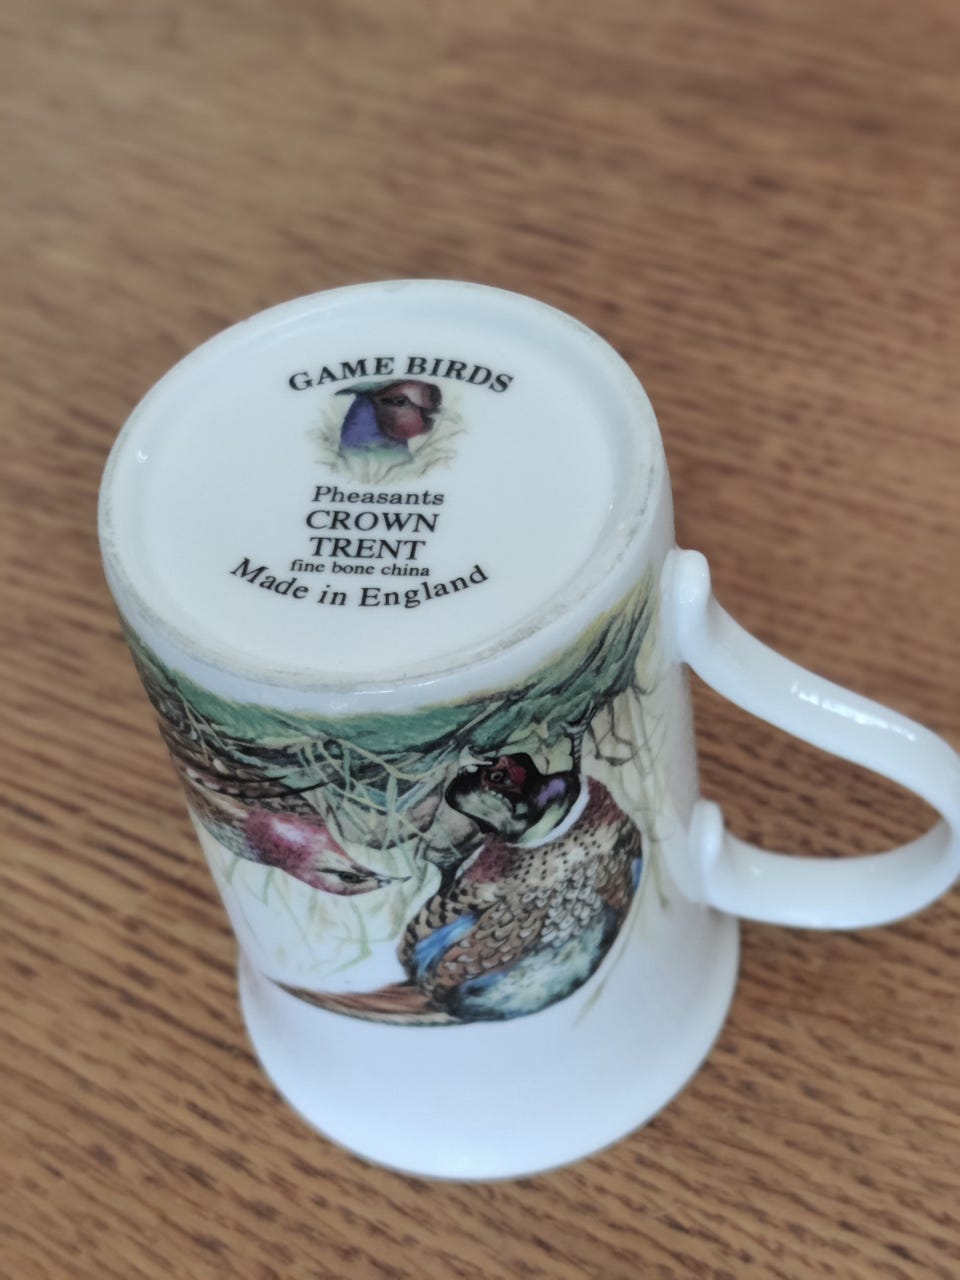 GAME BIRDS
Pheasants
CROWN
TRENT
fine bone china
Made in England